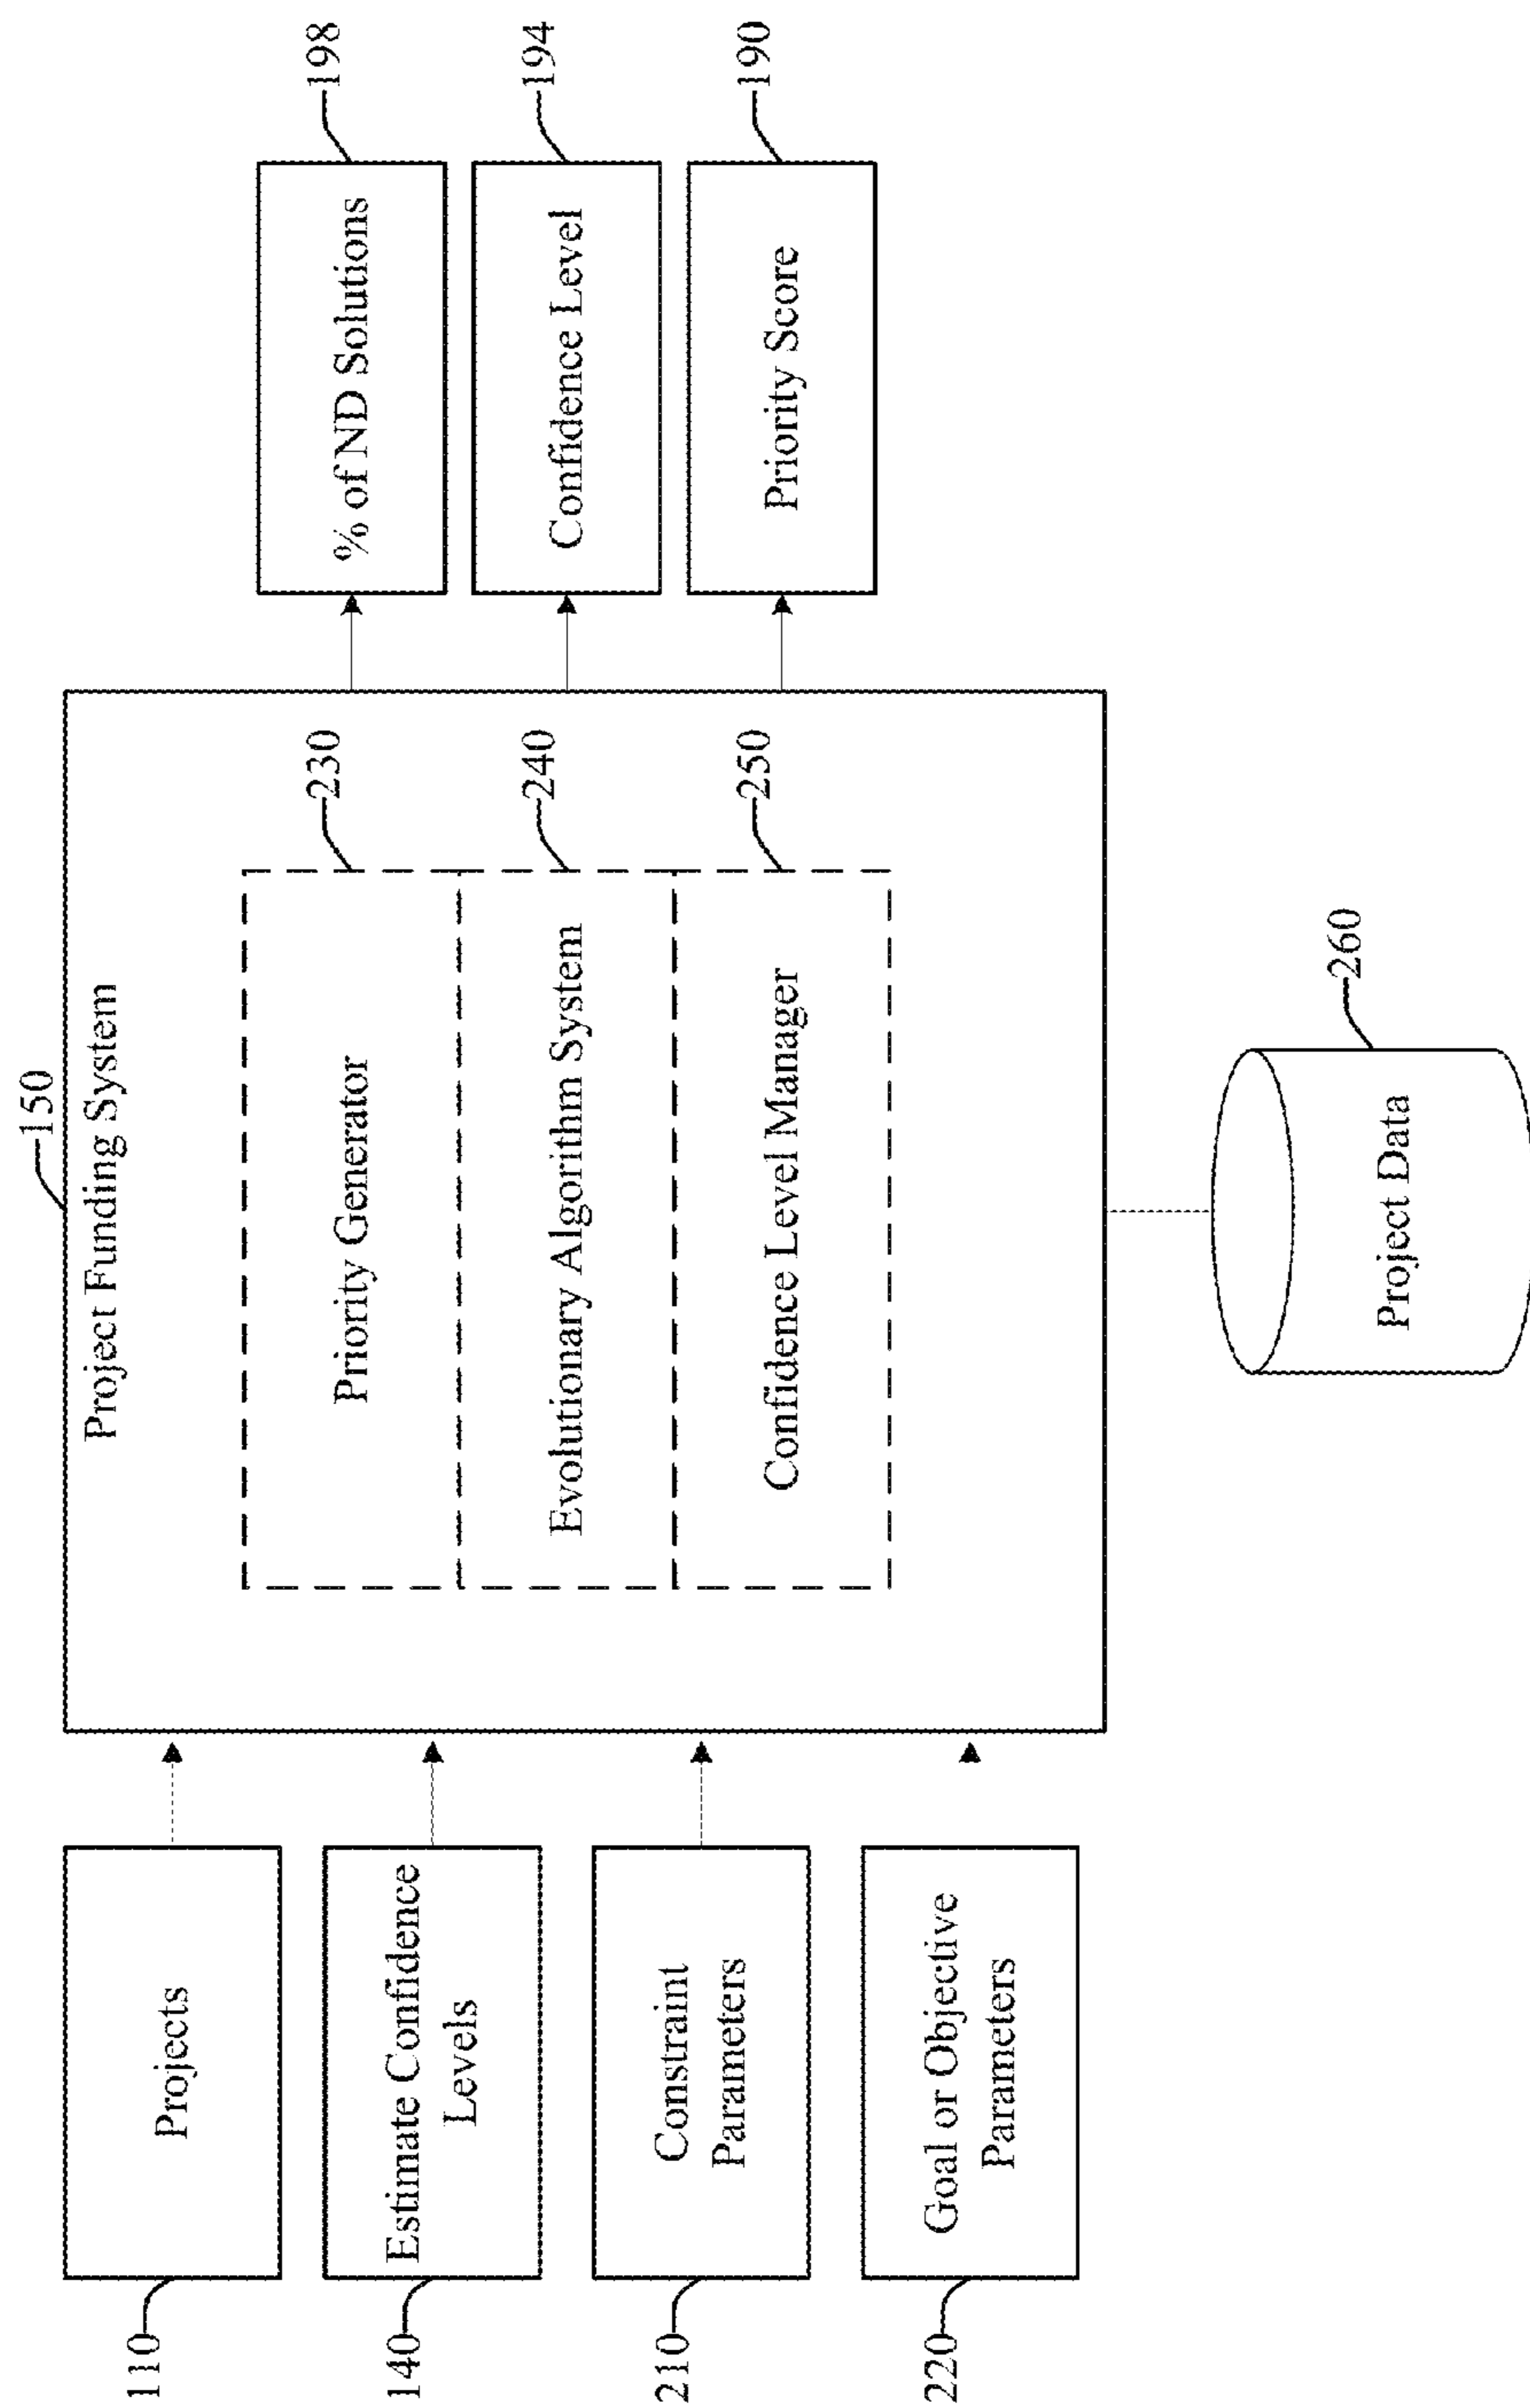 150
Project Funding System
110
Projects
140
Estimate Confidence
Levels
210
Constraint
Parameters
220
Goal or Objective
Parameters
Priority Generator
230
Evolutionary Algorithm System
240
Confidence Level Manager
250
% of ND Solutions
198
Confidence Level
194
Priority Score
190
Project Data
260